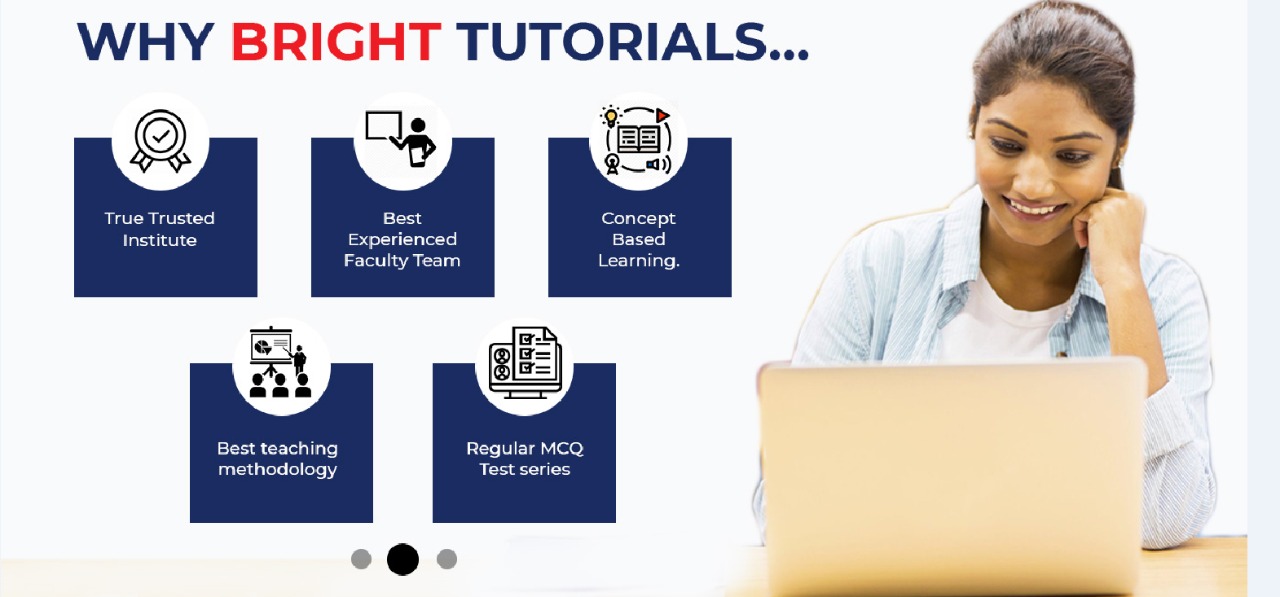 WHY BRIGHT TUTORIALS...
True Trusted
Institute
Best
Experienced
Faculty Team
Concept
Based
Learning.
Best teaching
methodology
Regular MCQ
Test series